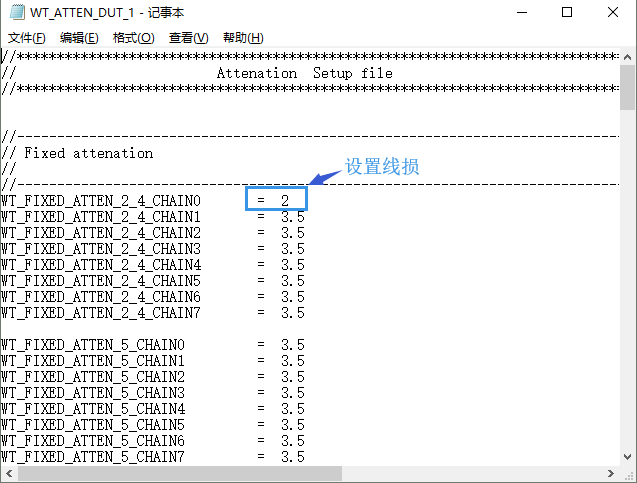 WT_ATTEN_DUT_1 - 记事本
文件(F) 编辑(E) 格式(O) 查看(V) 帮助(H)
//***************************************************************************
// Attenation Setup file
//***************************************************************************
//---------------------------------------------------------------------------
// Fixed attenation
//
//---------------------------------------------------------------------------
设置线损
WT_FIXED_ATTEN_2_4_CHAIN0 = 2
WT_FIXED_ATTEN_2_4_CHAIN1 = 3.5
WT_FIXED_ATTEN_2_4_CHAIN2 = 3.5
WT_FIXED_ATTEN_2_4_CHAIN3 = 3.5
WT_FIXED_ATTEN_2_4_CHAIN4 = 3.5
WT_FIXED_ATTEN_2_4_CHAIN5 = 3.5
WT_FIXED_ATTEN_2_4_CHAIN6 = 3.5
WT_FIXED_ATTEN_2_4_CHAIN7 = 3.5
WT_FIXED_ATTEN_5_CHAIN0 = 3.5
WT_FIXED_ATTEN_5_CHAIN1 = 3.5
WT_FIXED_ATTEN_5_CHAIN2 = 3.5
WT_FIXED_ATTEN_5_CHAIN3 = 3.5
WT_FIXED_ATTEN_5_CHAIN4 = 3.5
WT_FIXED_ATTEN_5_CHAIN5 = 3.5
WT_FIXED_ATTEN_5_CHAIN6 = 3.5
WT_FIXED_ATTEN_5_CHAIN7 = 3.5